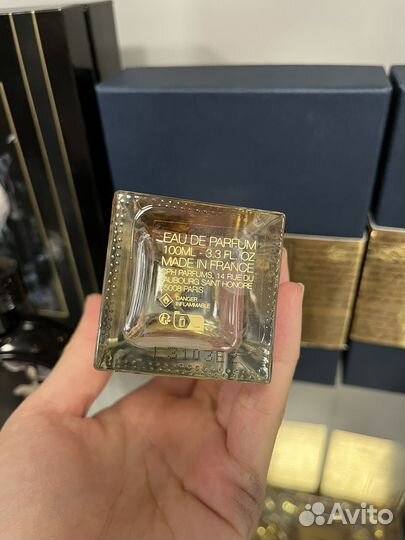 EAU DE PARFUM
100ML - 3.3 FL. OZ
MADE IN FRANCE
CPH PARFUMS, 14 RUE DU
FAUBOURG SAINT HONORE
75008 PARIS
DANGER
INFLAMMABLE
Avito